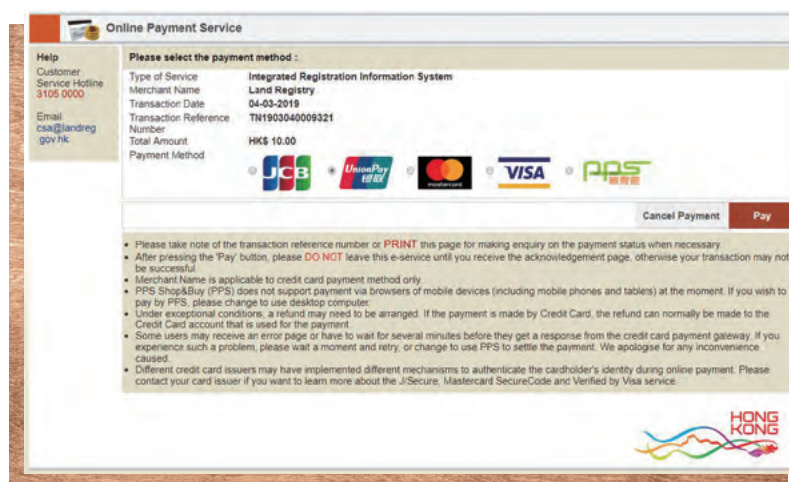 Online Payment Service
Help
Customer
Service Hotline
3105 0000
Email
csa@landreg
.gov.hk
Please select the payment method :
Type of Service Integrated Registration Information System
Merchant Name Land Registry
Transaction Date 04-03-2019
Transaction Reference TN1903040009321
Number
Total Amount HK$ 10.00
Payment Method
JCB UnionPay 银联 mastercard VISA PPS
Cancel Payment Pay
• Please take note of the transaction reference number or PRINT this page for making enquiry on the payment status when necessary.
• After pressing the 'Pay' button, please DO NOT leave this e-service until you receive the acknowledgement page, otherwise your transaction may not
be successful.
• Merchant Name is applicable to credit card payment method only.
• PPS Shop&Buy (PPS) does not support payment via browsers of mobile devices (including mobile phones and tablets) at the moment. If you wish to
pay by PPS, please change to use desktop computer.
• Under exceptional conditions, a refund may need to be arranged. If the payment is made by Credit Card, the refund can normally be made to the
Credit Card account that is used for the payment.
• Some users may receive an error page or have to wait for several minutes before they get a response from the credit card payment gateway. If you
experience such a problem, please wait a moment and retry, or change to use PPS to settle the payment. We apologise for any inconvenience
caused.
• Different credit card issuers may have implemented different mechanisms to authenticate the cardholder's identity during online payment. Please
contact your card issuer if you want to learn more about the J/Secure, Mastercard SecureCode and Verified by Visa service.
HONG
KONG